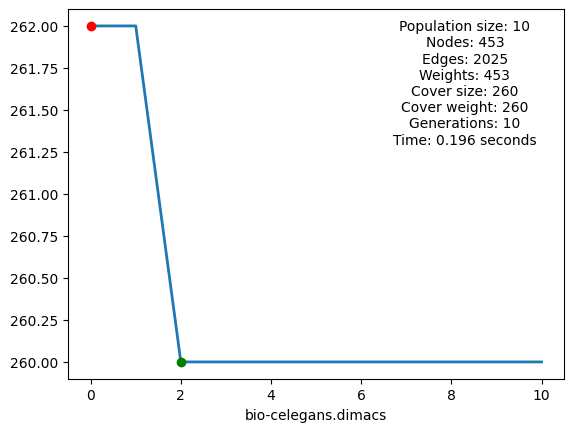 Population size: 10
Nodes: 453
Edges: 2025
Weights: 453
Cover size: 260
Cover weight: 260
Generations: 10
Time: 0.196 seconds
262.00
261.75
261.50
261.25
261.00
260.75
260.50
260.25
260.00
0 2 4 6 8 10
bio-celegans.dimacs